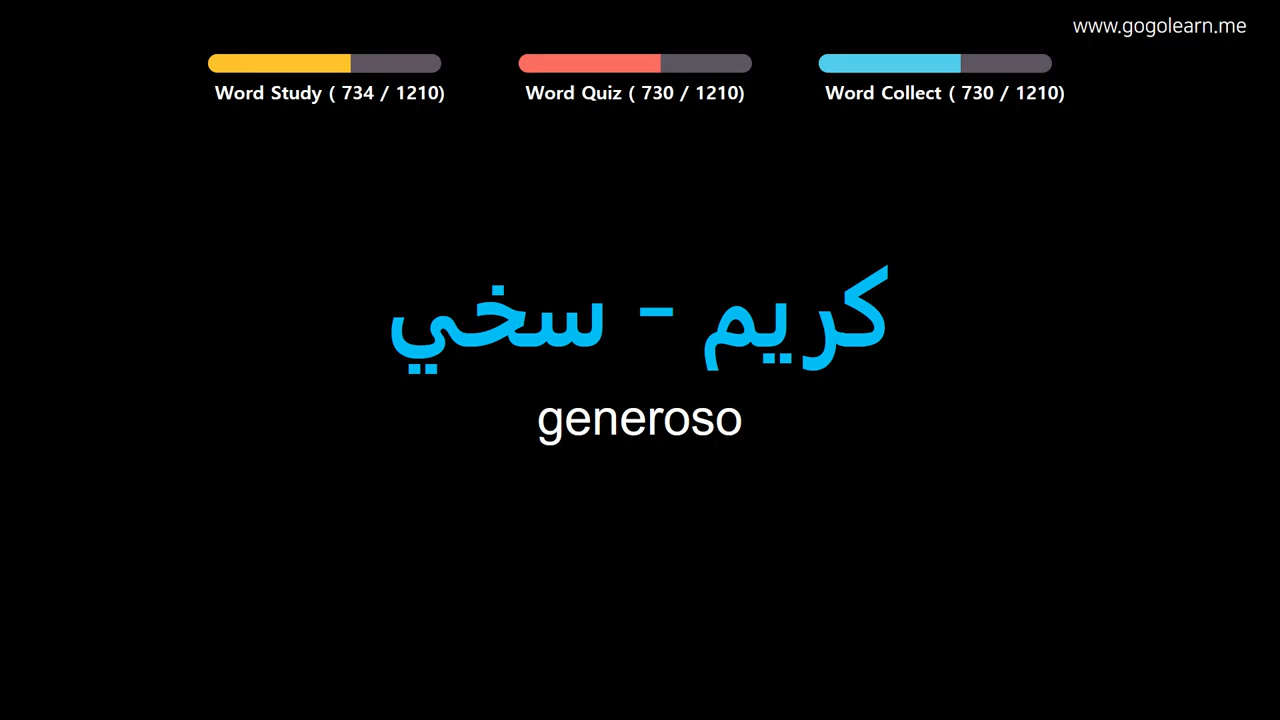 www.gogolearn.me
Word Study ( 734 / 1210)
Word Quiz ( 730 / 1210)
Word Collect ( 730 / 1210)
كريم - سخي
generoso